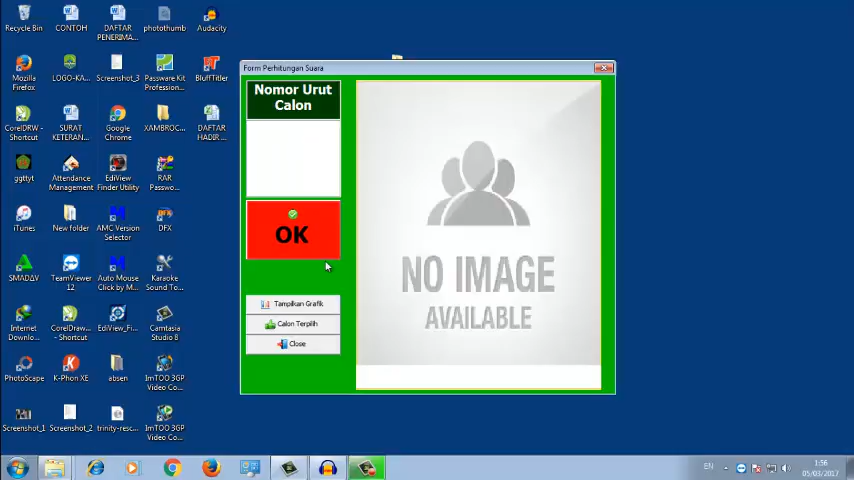 Recycle Bin
CONTOH
DAFTAR
PENERIMA...
photothumb
Audacity
Mozilla
Firefox
LOGO-KA...
Screenshot_3
Passware Kit
Profession...
BluffTitler
CorelDRW -
Shortcut
SURAT
KETERAN...
Google
Chrome
XAMBROC...
DAFTAR
HADIR ...
ggttyt
Attendance
Management
EdiView
Finder Utility
RAR
Passwo...
iTunes
New folder
AMC Version
Selector
DFX
SMADAV
TeamViewer
12
Auto Mouse
Click by M...
Karaoke
Sound To...
Internet
Downlo...
CorelDraw...
- Shortcut
EdiView_Fi...
Camtasia
Studio 8
PhotoScape
K-Phon XE
absen
ImTOO 3GP
Video Co...
Screenshot_1
Screenshot_2
trinity-resc...
ImTOO 3GP
Video Co...
Form Perhitungan Suara
Nomor Urut
Calon
OK
Tampilkan Grafik
Calon Terpilih
Close
NO IMAGE
AVAILABLE
EN
1:56
05/03/2017